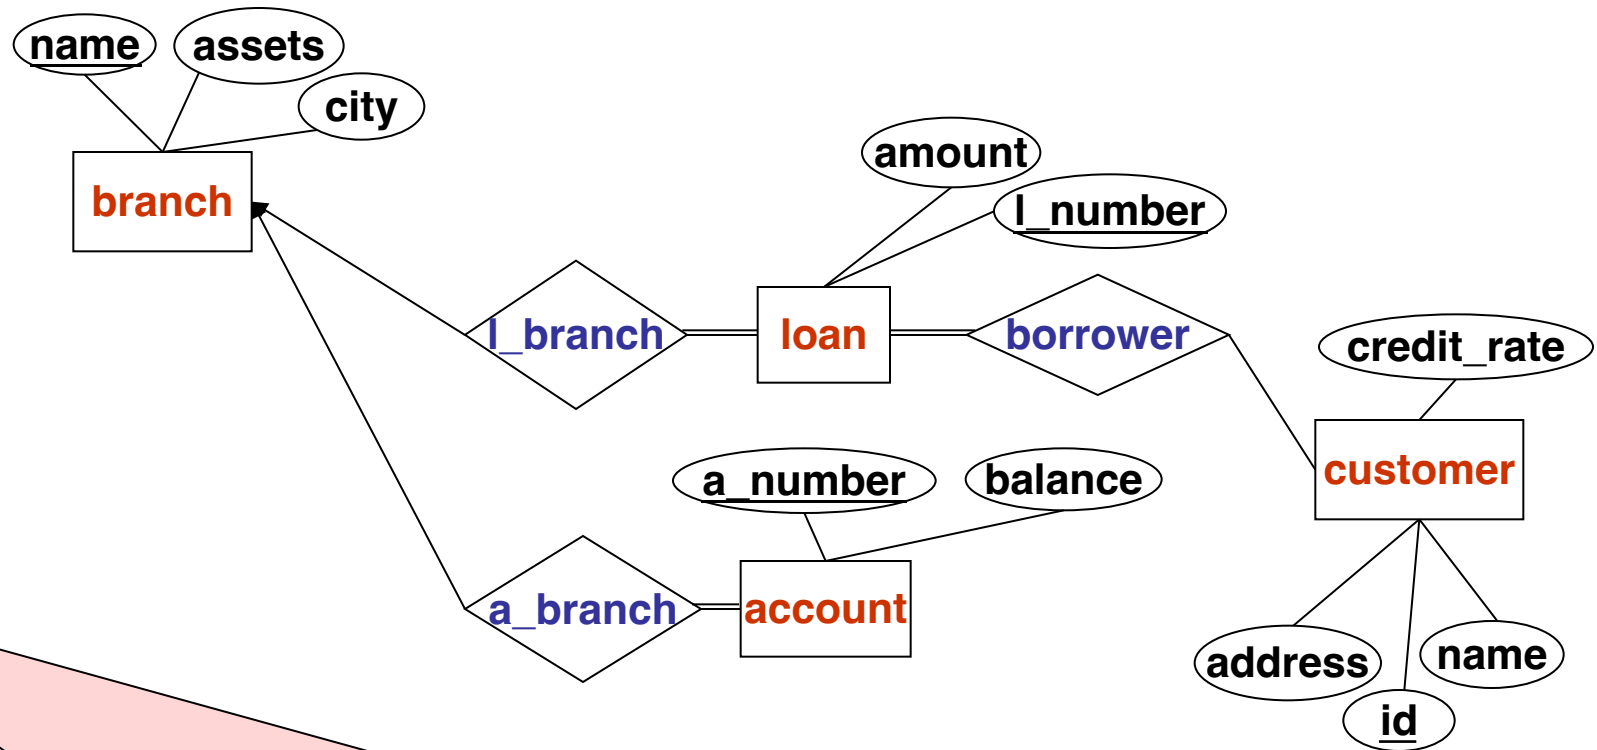 name
assets
city
branch
amount
l_number
l_branch
loan
borrower
credit_rate
customer
a_number
balance
a_branch
account
address
name
id